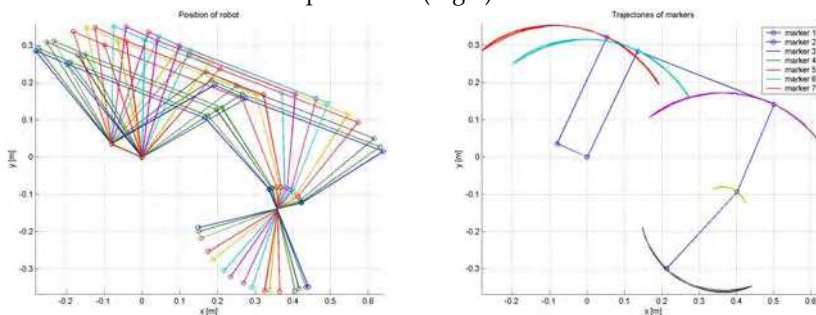 Position of robot
0.3
0.2
0.1
0
-0.1
-0.2
-0.3
y [m]
-0.2 -0.1 0 0.1 0.2 0.3 0.4 0.5 0.6
x [m]
Trajectories of markers
marker 1
marker 2
marker 3
marker 4
marker 5
marker 6
marker 7
0.3
0.2
0.1
0
-0.1
-0.2
-0.3
y [m]
-0.2 -0.1 0 0.1 0.2 0.3 0.4 0.5 0.6
x [m]